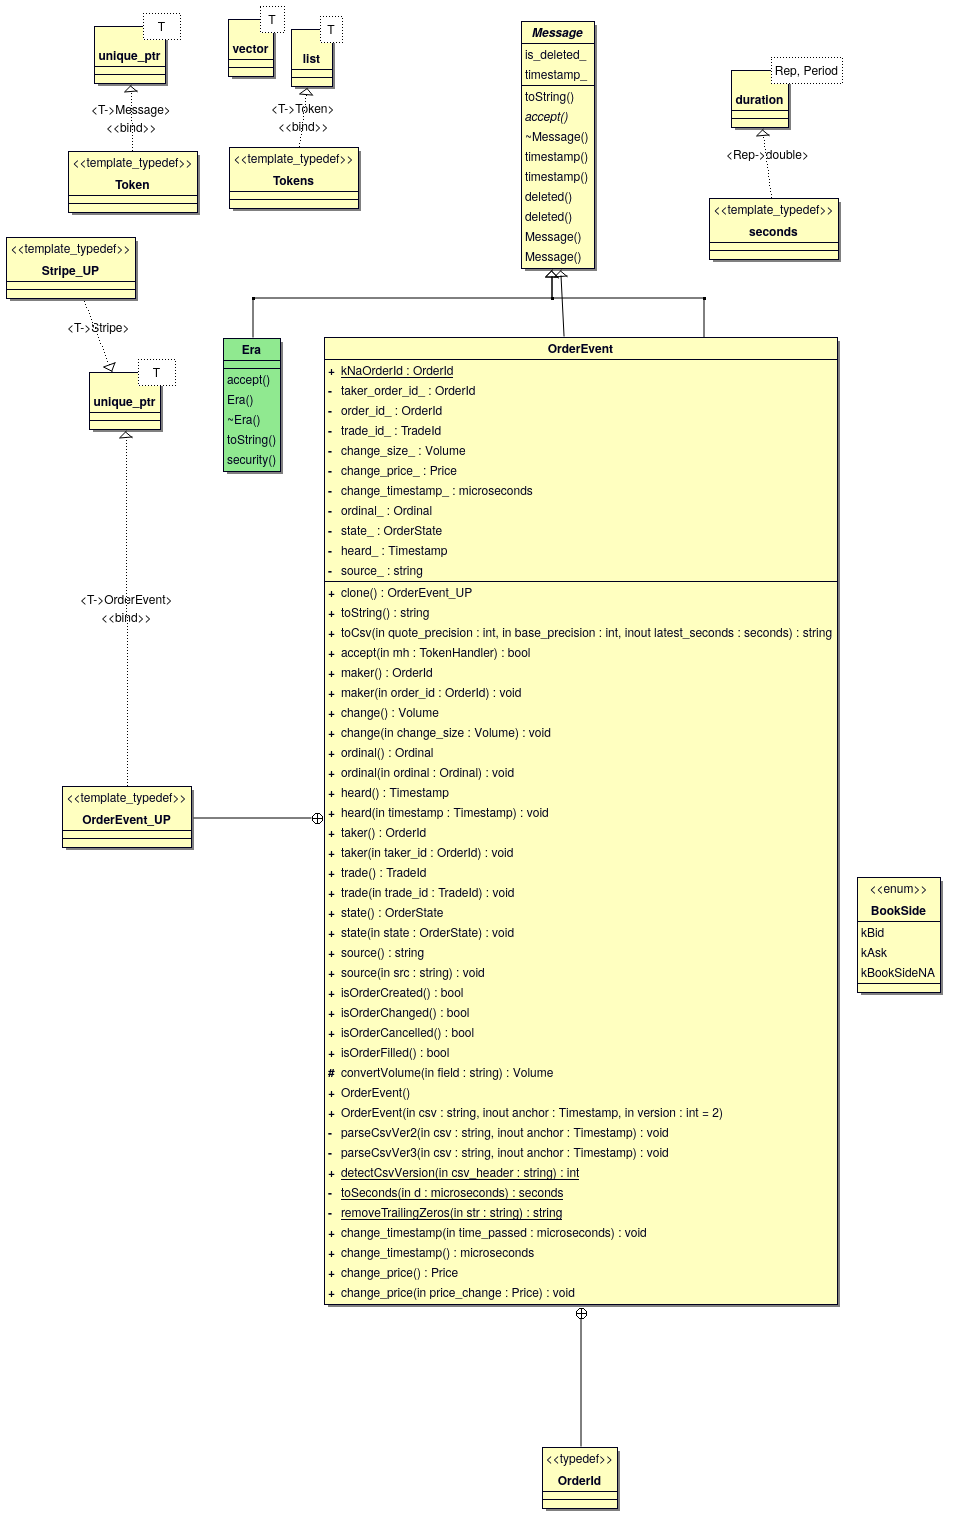 T
unique_ptr
<T->Message>
<<bind>>
<<template_typedef>>
Token
T
vector
T
list
<T->Token>
<<bind>>
<<template_typedef>>
Tokens
Message
is_deleted_
timestamp_
toString()
accept()
~Message()
timestamp()
timestamp()
deleted()
deleted()
Message()
Message()
Rep, Period
duration
<Rep->double>
<<template_typedef>>
seconds
<<template_typedef>>
Stripe_UP
<T->Stripe>
T
unique_ptr
<T->OrderEvent>
<<bind>>
<<template_typedef>>
OrderEvent_UP
Era
accept()
Era()
~Era()
toString()
security()
OrderEvent
+ kNaOrderId : OrderId
- taker_order_id_ : OrderId
- order_id_ : OrderId
- trade_id_ : TradeId
- change_size_ : Volume
- change_price_ : Price
- change_timestamp_ : microseconds
- ordinal_ : Ordinal
- state_ : OrderState
- heard_ : Timestamp
- source_ : string
+ clone() : OrderEvent_UP
+ toString() : string
+ toCsv(in quote_precision : int, in base_precision : int, inout latest_seconds : seconds) : string
+ accept(in mh : TokenHandler) : bool
+ maker() : OrderId
+ maker(in order_id : OrderId) : void
+ change() : Volume
+ change(in change_size : Volume) : void
+ ordinal() : Ordinal
+ ordinal(in ordinal : Ordinal) : void
+ heard() : Timestamp
+ heard(in timestamp : Timestamp) : void
+ taker() : OrderId
+ taker(in taker_id : OrderId) : void
+ trade() : TradeId
+ trade(in trade_id : TradeId) : void
+ state() : OrderState
+ state(in state : OrderState) : void
+ source() : string
+ source(in src : string) : void
+ isOrderCreated() : bool
+ isOrderChanged() : bool
+ isOrderCancelled() : bool
+ isOrderFilled() : bool
# convertVolume(in field : string) : Volume
+ OrderEvent()
+ OrderEvent(in csv : string, inout anchor : Timestamp, in version : int = 2)
- parseCsvVer2(in csv : string, inout anchor : Timestamp) : void
- parseCsvVer3(in csv : string, inout anchor : Timestamp) : void
+ detectCsvVersion(in csv_header : string) : int
- toSeconds(in d : microseconds) : seconds
- removeTrailingZeros(in str : string) : string
+ change_timestamp(in time_passed : microseconds) : void
+ change_timestamp() : microseconds
+ change_price() : Price
+ change_price(in price_change : Price) : void
<<enum>>
BookSide
kBid
kAsk
kBookSideNA
<<typedef>>
OrderId